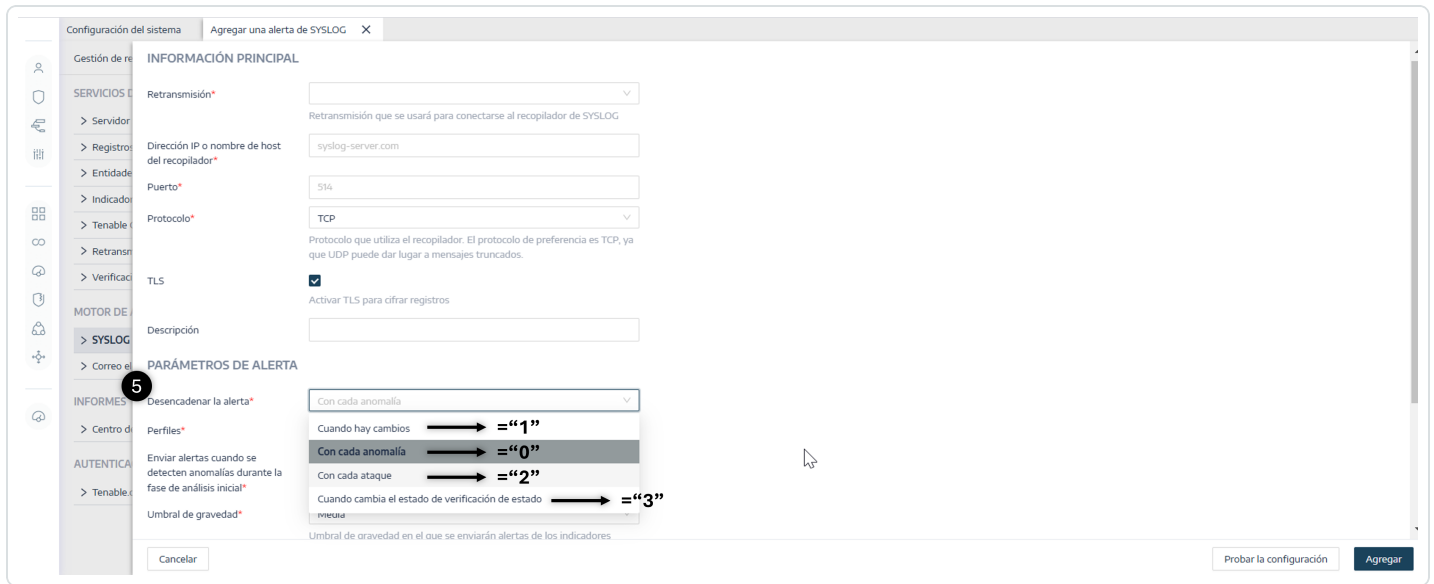 Configuración del sistema
Agregar una alerta de SYSLOG
Gestión de re
INFORMACIÓN PRINCIPAL
SERVICIOS D
Retransmisión*
Retransmisión que se usará para conectarse al recopilador de SYSLOG
> Servidor
> Registros
Dirección IP o nombre de host
del recopilador*
syslog-server.com
> Entidade
Puerto*
514
> Indicador
Protocolo*
TCP
> Tenable
Protocolo que utiliza el recopilador. El protocolo de preferencia es TCP, ya
que UDP puede dar lugar a mensajes truncados.
> Retransm
> Verificaci
TLS
Activar TLS para cifrar registros
MOTOR DE
Descripción
> SYSLOG
PARÁMETROS DE ALERTA
> Correo el
5
INFORMES
Desencadenar la alerta*
Con cada anomalía
> Centro d
Perfiles*
Cuando hay cambios ="1"
Con cada anomalía ="0"
Con cada ataque ="2"
Cuando cambia el estado de verificación de estado ="3"
Enviar alertas cuando se
detecten anomalías durante la
fase de análisis inicial*
AUTENTICA
> Tenable.
Umbral de gravedad*
Media
Umbral de gravedad en el que se enviarán alertas de los indicadores
Cancelar
Probar la configuración
Agregar